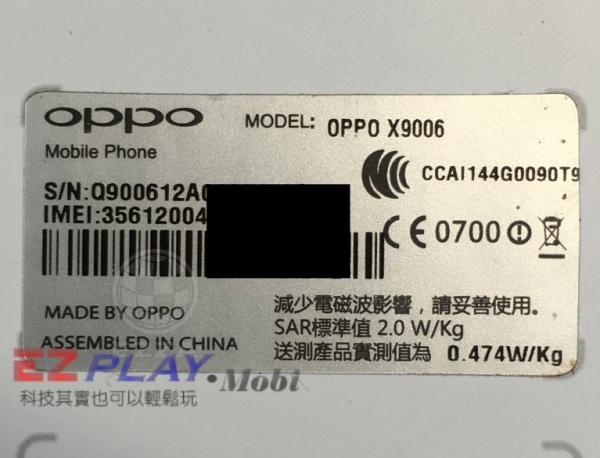 oppo
MODEL: OPPO X9006
Mobile Phone
CCAI144G0090T9
S/N:Q900612A
IMEI:35612004
CE0700
MADE BY OPPO
ASSEMBLED IN CHINA
減少電磁波影響，請妥善使用。
SAR標準值 2.0 W/Kg
送測產品實測值為 0.474W/Kg
EZ PLAY.Mobi
科技其實也可以輕鬆玩